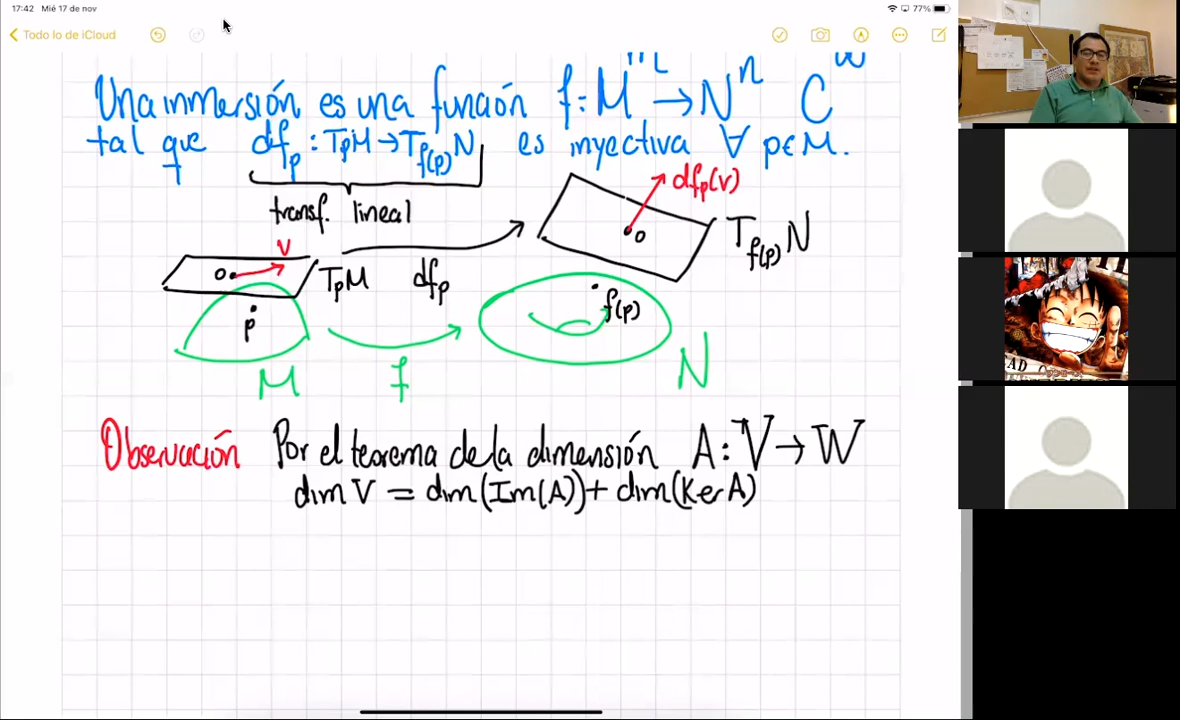 17:42 Mié 17 de nov
77%
Todo lo de iCloud
Una inmersión es una función f: M^m → N^n C^∞
tal que df_p : T_pM → T_f(p)N es inyectiva ∀ p∈M.
transf. lineal
df_p(v)
o
T_f(p)N
v
o
T_pM
df_p
p
f(p)
M
f
N
Observación Por el teorema de la dimensión A: V → W
dim V = dim(Im(A)) + dim(Ker A)